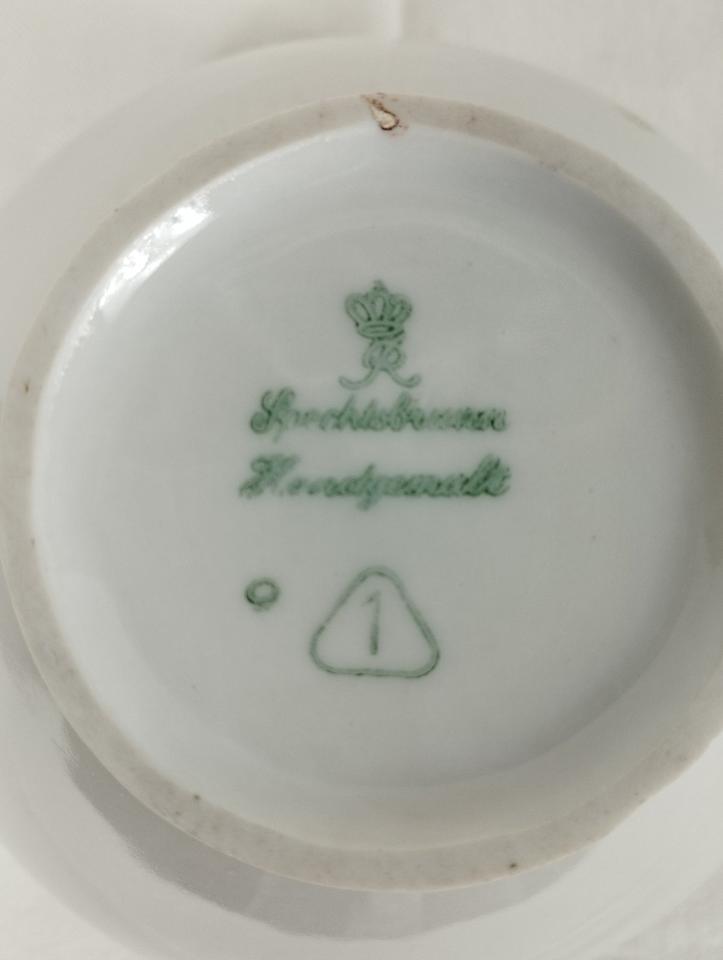 R
Spechtsbrunn
Handgemalt
1